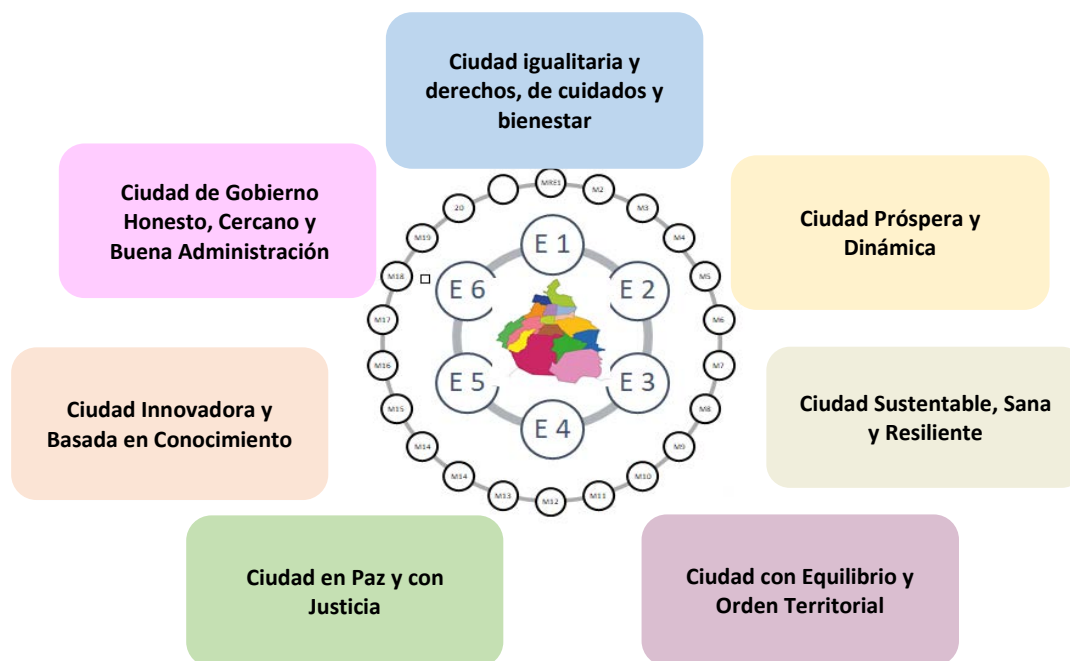 Ciudad igualitaria y
derechos, de cuidados y
bienestar
Ciudad de Gobierno
Honesto, Cercano y
Buena Administración
Ciudad Próspera y
Dinámica
Ciudad Innovadora y
Basada en Conocimiento
Ciudad Sustentable, Sana
y Resiliente
Ciudad en Paz y con
Justicia
Ciudad con Equilibrio y
Orden Territorial
E 1
E 2
E 3
E 4
E 5
E 6
MRE1
M2
M3
M4
M5
M6
M7
M8
M9
M10
M11
M12
M13
M14
M14
M15
M16
M17
M18
M19
20